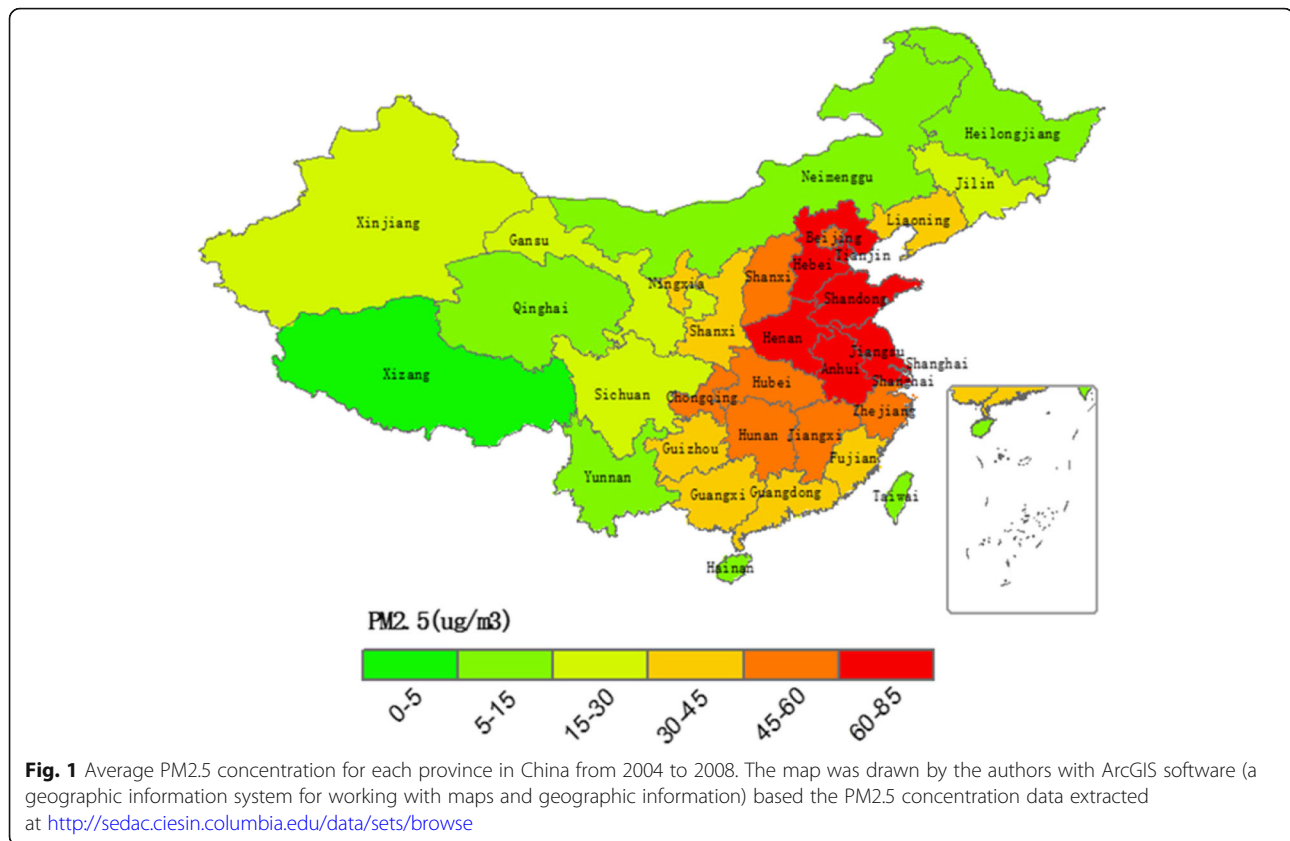 Heilongjiang
Neimenggu
Jilin
Xinjiang
Liaoning
Gansu
Beijing
Tianjin
Hebei
Ningxia
Shanxi
Qinghai
Shandong
Shanxi
Henan
Jiangsu
Shanghai
Anhui
Xizang
Shanghai
Hubei
Sichuan
Chongqing
Zhejiang
Hunan
Jiangxi
Guizhou
Fujian
Yunnan
Guangxi
Guangdong
Taiwai
Hainan
PM2.5(ug/m3)
0-5
5-15
15-30
30-45
45-60
60-85
Fig. 1 Average PM2.5 concentration for each province in China from 2004 to 2008. The map was drawn by the authors with ArcGIS software (a
geographic information system for working with maps and geographic information) based the PM2.5 concentration data extracted
at http://sedac.ciesin.columbia.edu/data/sets/browse